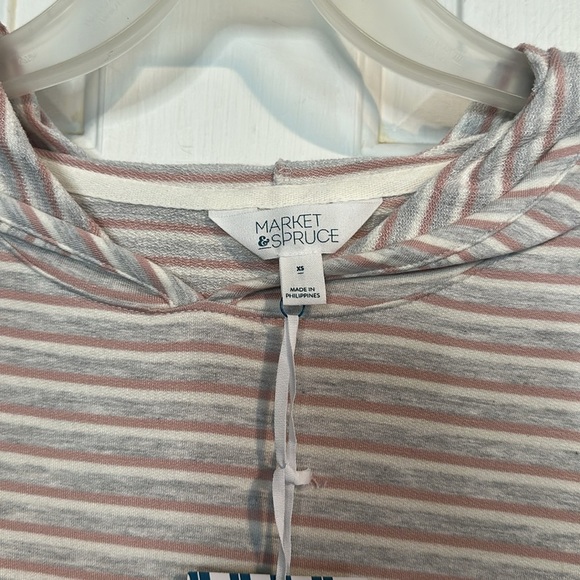 MARKET
& SPRUCE
XS
MADE IN
PHILIPPINES